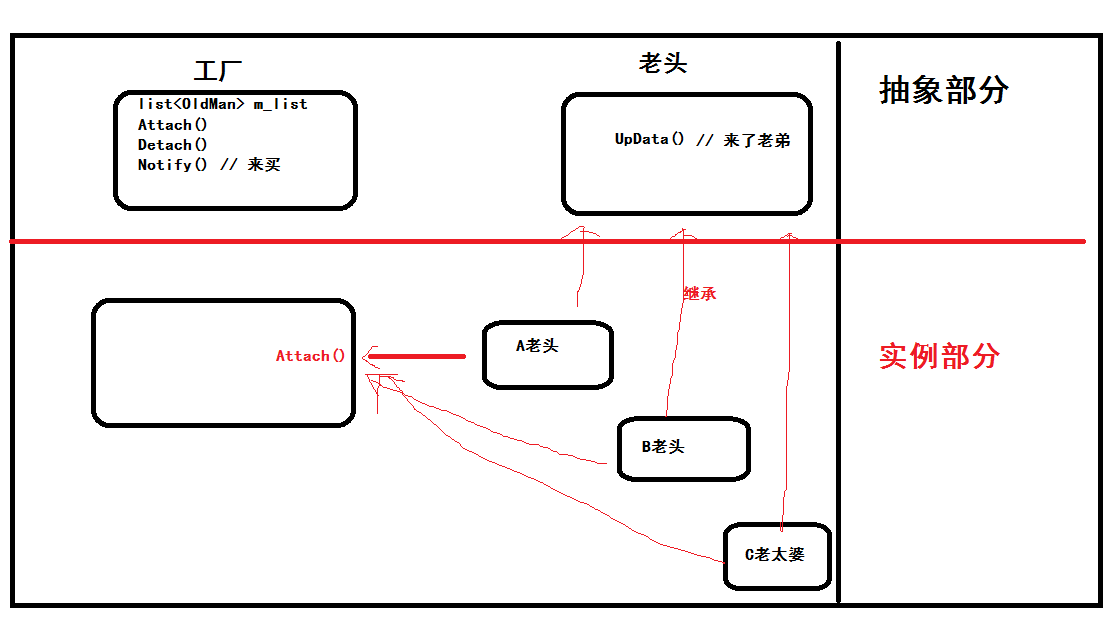 工厂
list<OldMan> m_list
Attach()
Detach()
Notify() // 来买
老头
UpData() // 来了老弟
抽象部分
继承
Attach()
A老头
B老头
C老太婆
实例部分